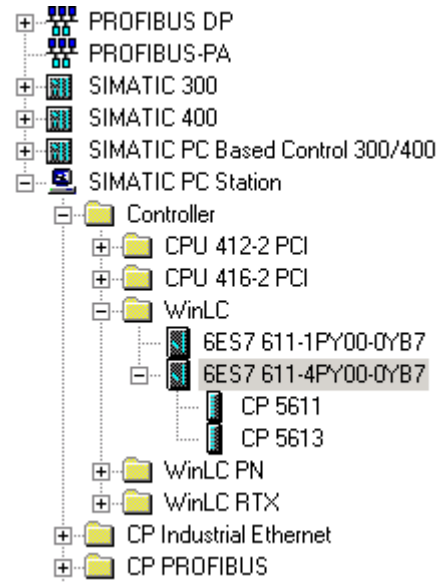 PROFIBUS DP
PROFIBUS-PA
SIMATIC 300
SIMATIC 400
SIMATIC PC Based Control 300/400
SIMATIC PC Station
Controller
CPU 412-2 PCI
CPU 416-2 PCI
WinLC
6ES7 611-1PY00-0YB7
6ES7 611-4PY00-0YB7
CP 5611
CP 5613
WinLC PN
WinLC RTX
CP Industrial Ethernet
CP PROFIBUS